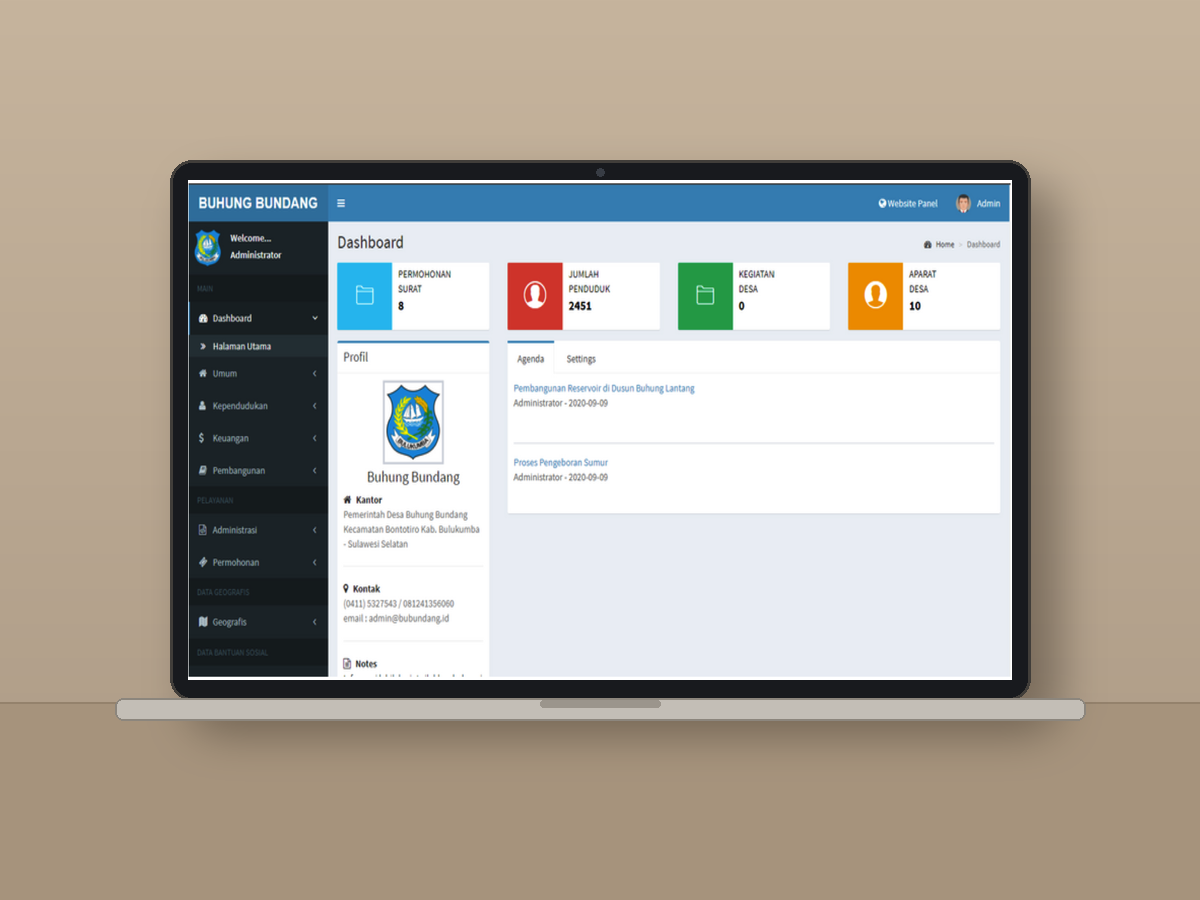 BUHUNG BUNDANG
Website Panel
Admin
Welcome...
Administrator
MAIN
Dashboard
Halaman Utama
Umum
Kependudukan
Keuangan
Pembangunan
PELAYANAN
Administrasi
Permohonan
DATA GEOGRAFIS
Geografis
DATA BANTUAN SOSIAL
Dashboard
Home > Dashboard
PERMOHONAN
SURAT
8
JUMLAH
PENDUDUK
2451
KEGIATAN
DESA
0
APARAT
DESA
10
Profil
BULUKUMBA
Buhung Bundang
Kantor
Pemerintah Desa Buhung Bundang
Kecamatan Bontotiro Kab. Bulukumba
- Sulawesi Selatan
Kontak
(0411) 5327543 / 081241356060
email : admin@bubundang.id
Notes
Agenda
Settings
Pembangunan Reservoir di Dusun Buhung Lantang
Administrator - 2020-09-09
Proses Pengeboran Sumur
Administrator - 2020-09-09